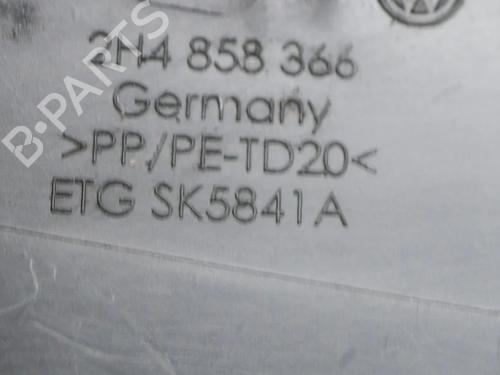 2H4 858 366
Germany
>PP/PE-TD20<
ETG SK5841A
B-PARTS